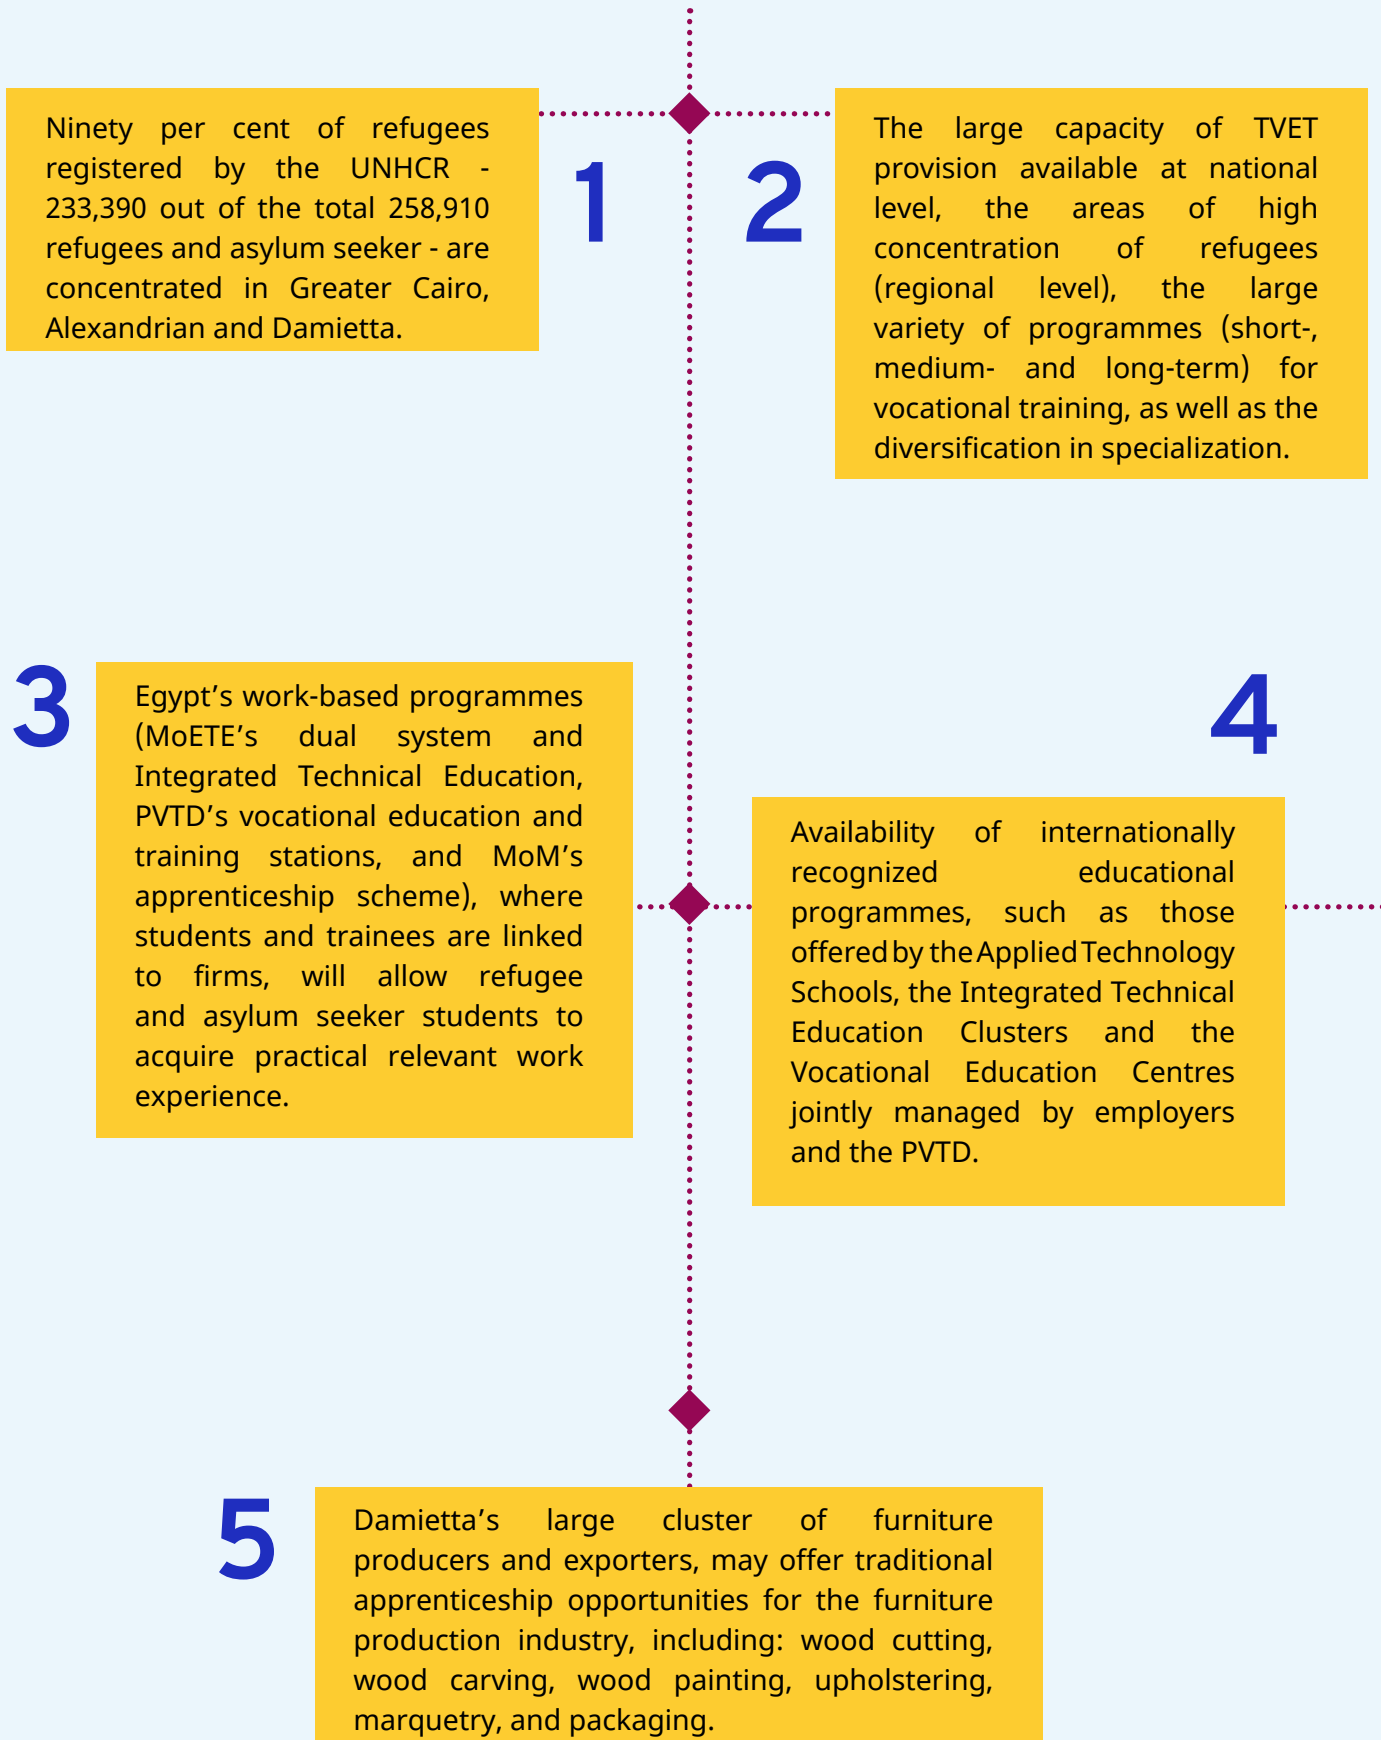 1
Ninety per cent of refugees
registered by the UNHCR -
233,390 out of the total 258,910
refugees and asylum seeker - are
concentrated in Greater Cairo,
Alexandrian and Damietta.
2
The large capacity of TVET
provision available at national
level, the areas of high
concentration of refugees
(regional level), the large
variety of programmes (short-,
medium- and long-term) for
vocational training, as well as the
diversification in specialization.
3
Egypt’s work-based programmes
(MoETE’s dual system and
Integrated Technical Education,
PVTD’s vocational education and
training stations, and MoM’s
apprenticeship scheme), where
students and trainees are linked
to firms, will allow refugee
and asylum seeker students to
acquire practical relevant work
experience.
4
Availability of internationally
recognized educational
programmes, such as those
offered by the Applied Technology
Schools, the Integrated Technical
Education Clusters and the
Vocational Education Centres
jointly managed by employers
and the PVTD.
5
Damietta’s large cluster of furniture
producers and exporters, may offer traditional
apprenticeship opportunities for the furniture
production industry, including: wood cutting,
wood carving, wood painting, upholstering,
marquetry, and packaging.